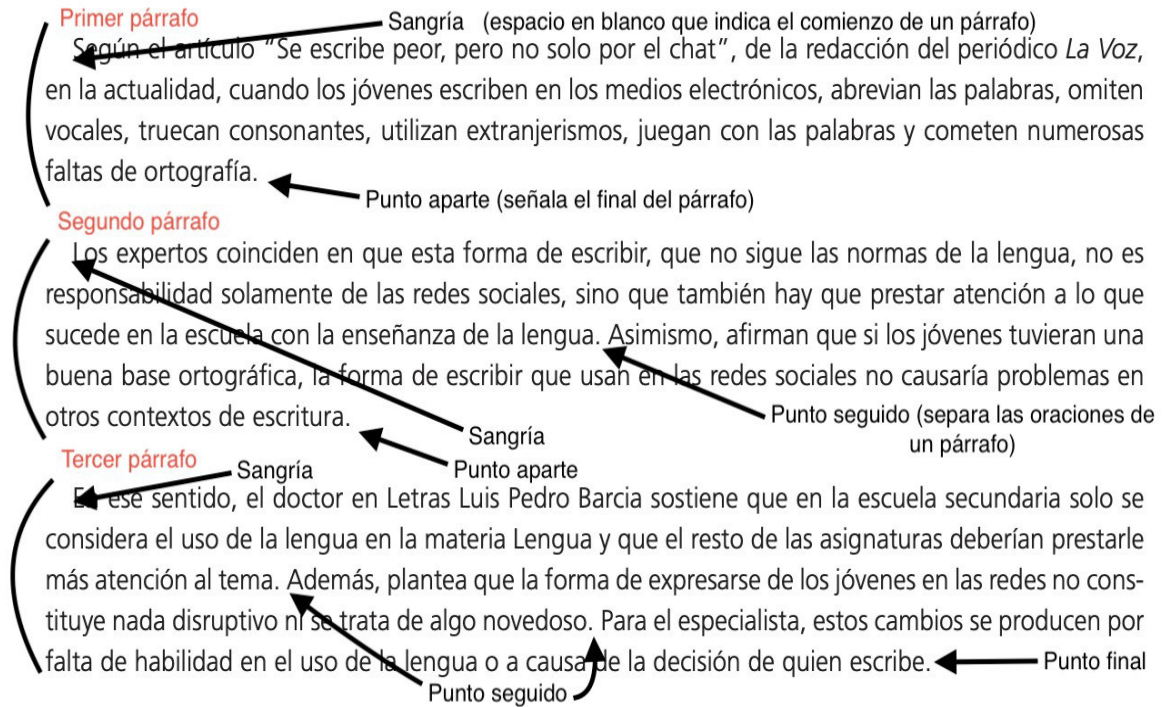 Primer párrafo
Sangría (espacio en blanco que indica el comienzo de un párrafo)
Según el artículo “Se escribe peor, pero no solo por el chat”, de la redacción del periódico La Voz,
en la actualidad, cuando los jóvenes escriben en los medios electrónicos, abrevian las palabras, omiten
vocales, truecan consonantes, utilizan extranjerismos, juegan con las palabras y cometen numerosas
faltas de ortografía.
Punto aparte (señala el final del párrafo)
Segundo párrafo
Los expertos coinciden en que esta forma de escribir, que no sigue las normas de la lengua, no es
responsabilidad solamente de las redes sociales, sino que también hay que prestar atención a lo que
sucede en la escuela con la enseñanza de la lengua. Asimismo, afirman que si los jóvenes tuvieran una
buena base ortográfica, la forma de escribir que usan en las redes sociales no causaría problemas en
otros contextos de escritura.
Punto seguido (separa las oraciones de
un párrafo)
Sangría
Punto aparte
Tercer párrafo
Sangría
En ese sentido, el doctor en Letras Luis Pedro Barcia sostiene que en la escuela secundaria solo se
considera el uso de la lengua en la materia Lengua y que el resto de las asignaturas deberían prestarle
más atención al tema. Además, plantea que la forma de expresarse de los jóvenes en las redes no cons-
tituye nada disruptivo ni se trata de algo novedoso. Para el especialista, estos cambios se producen por
falta de habilidad en el uso de la lengua o a causa de la decisión de quien escribe.
Punto final
Punto seguido